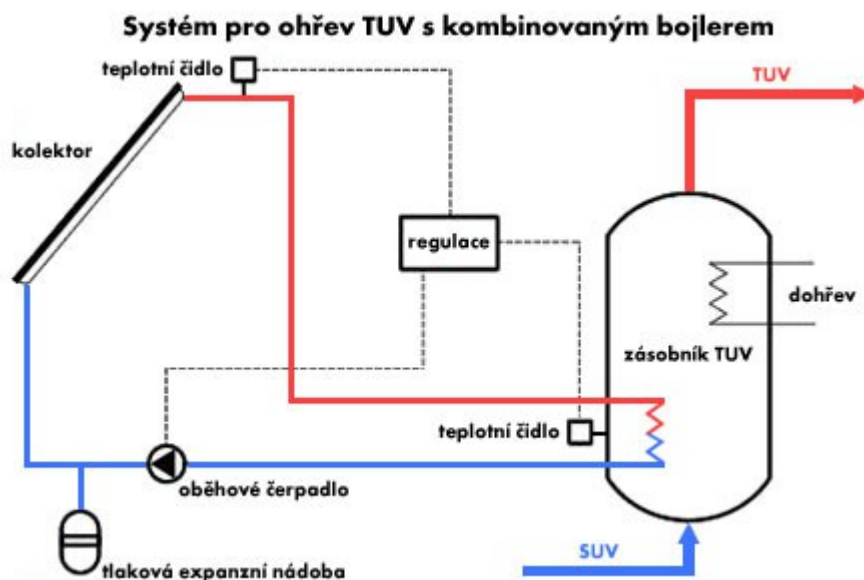 Systém pro ohřev TUV s kombinovaným bojlerem
teplotní čidlo
TUV
kolektor
regulace
dohřev
zásobník TUV
teplotní čidlo
oběhové čerpadlo
SUV
tlaková expanzní nádoba